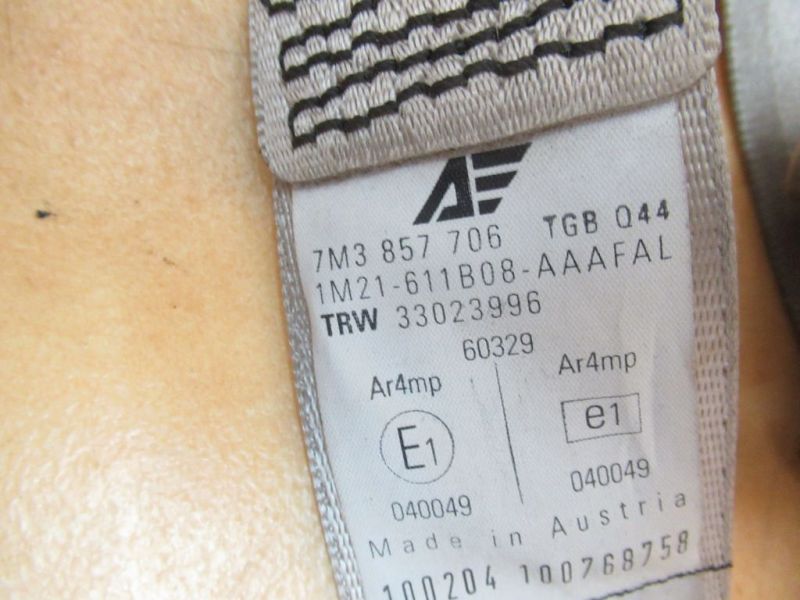 AE
7M3 857 706 TGB Q44
1M21-611B08-AAAFAL
TRW 33023996
60329
Ar4mp Ar4mp
E1 e1
040049 040049
Made in Austria
100204 100768758